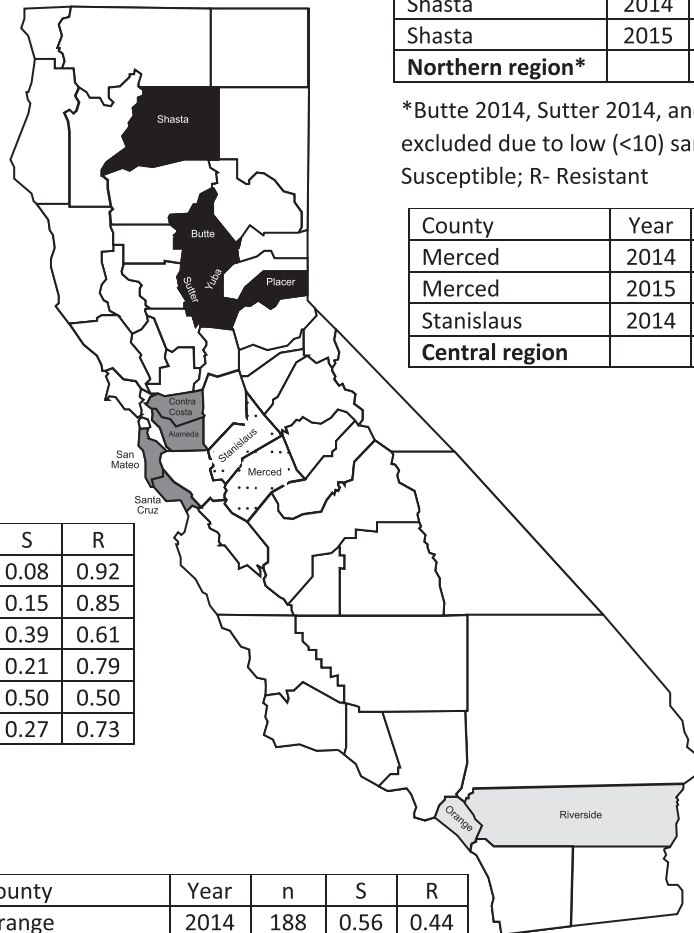 Shasta 2014
Shasta 2015
Northern region*
*Butte 2014, Sutter 2014, and
excluded due to low (<10)
Susceptible; R- Resistant
County Year
Merced 2014
Merced 2015
Stanislaus 2014
Central region
Shasta
Butte
Yuba
Sutter
Placer
Contra
Costa
Alameda
San
Mateo
Santa
Cruz
Stanislaus
Merced
S R
0.08 0.92
0.15 0.85
0.39 0.61
0.21 0.79
0.50 0.50
0.27 0.73
Orange
Riverside
County Year n S R
Orange 2014 188 0.56 0.44